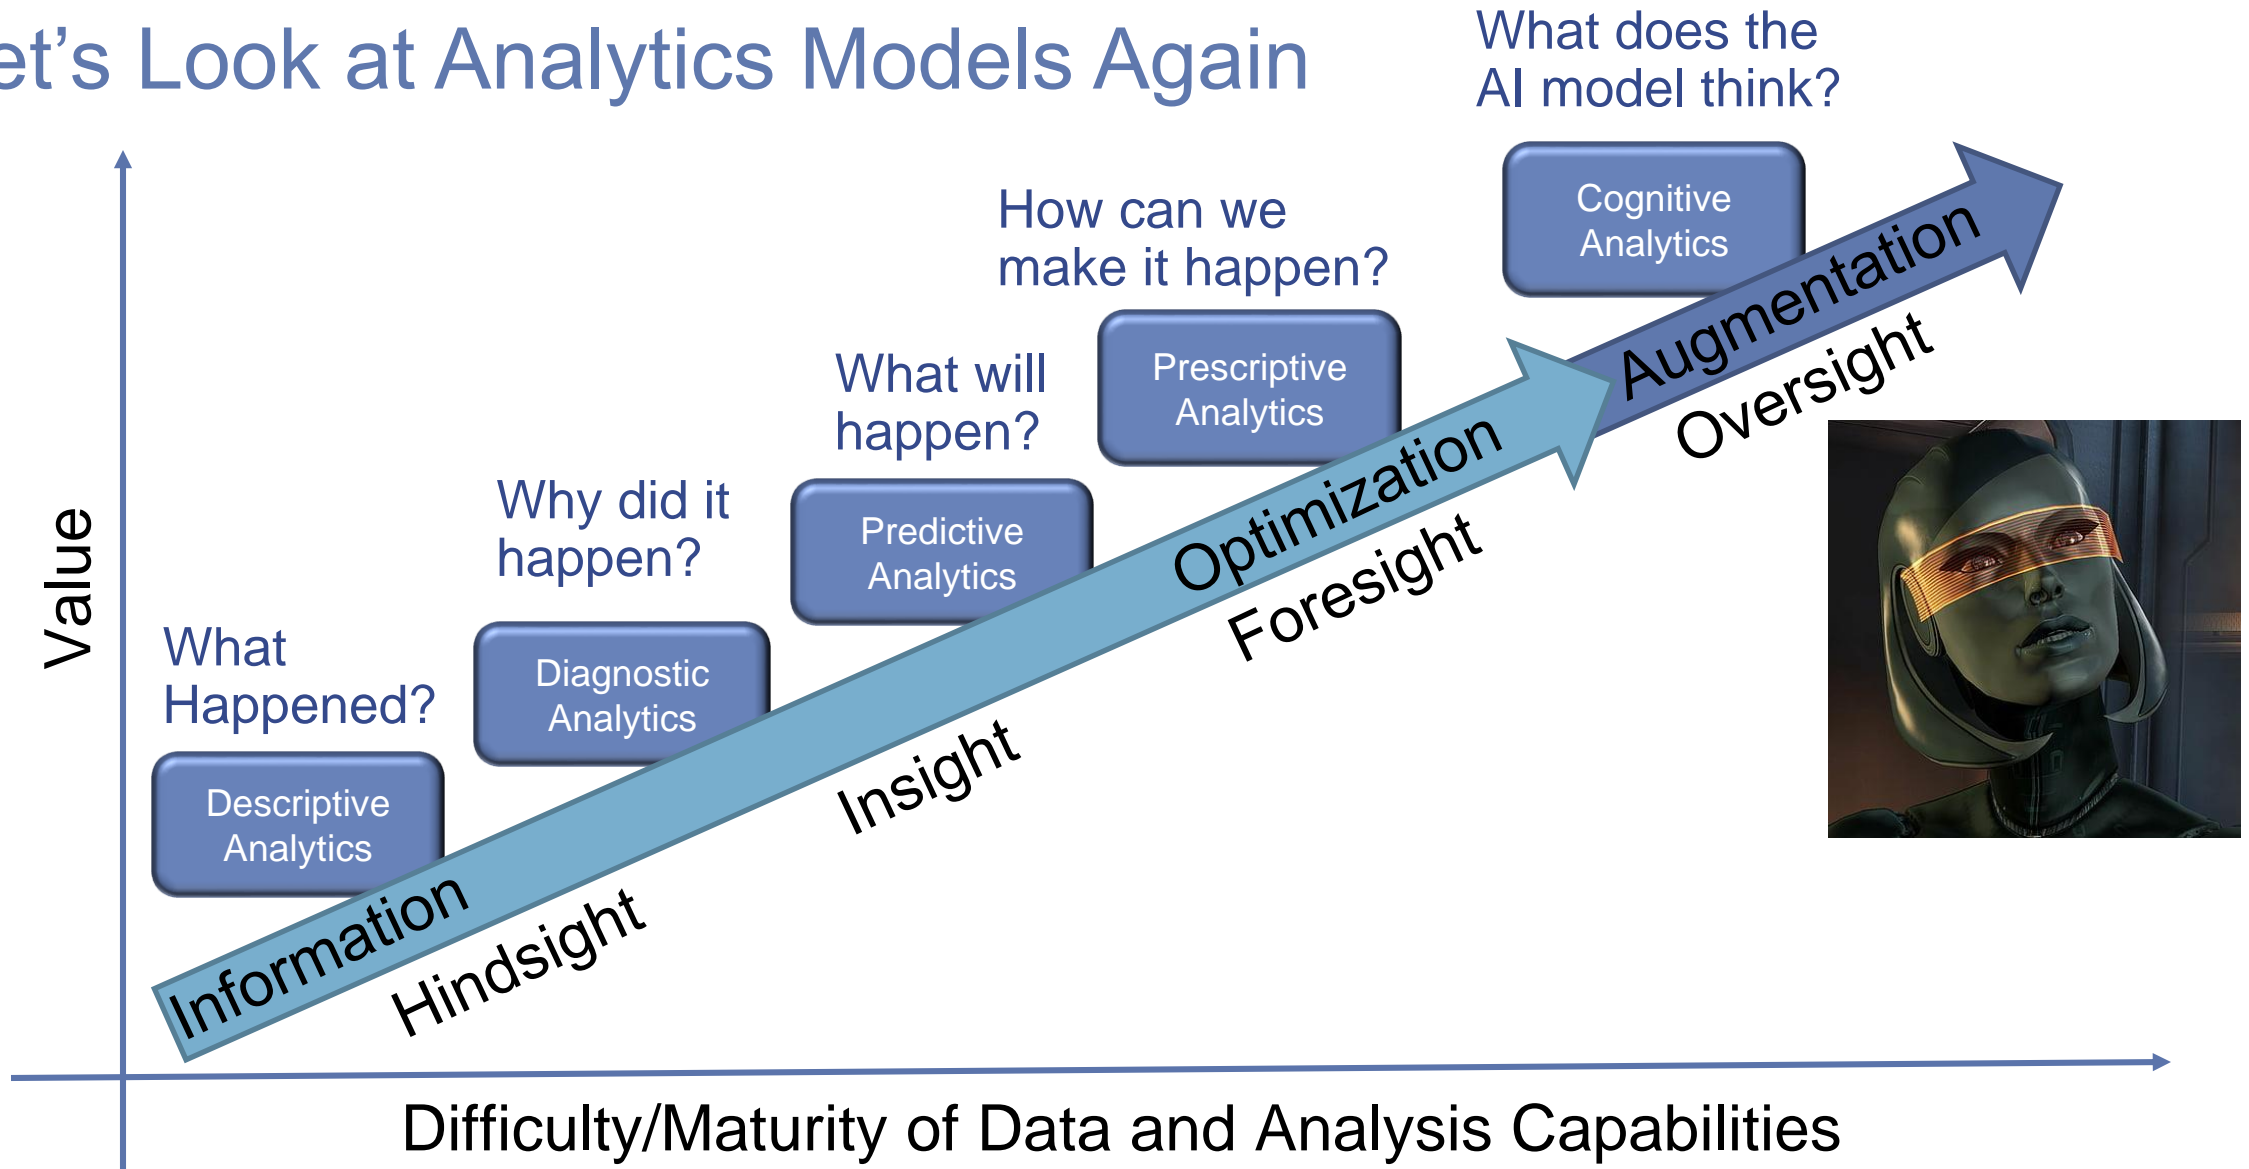 et’s Look at Analytics Models Again
What does the
AI model think?
Cognitive
Analytics
How can we
make it happen?
Prescriptive
Analytics
What will
happen?
Predictive
Analytics
Why did it
happen?
Diagnostic
Analytics
What
Happened?
Descriptive
Analytics
Value
Information
Optimization
Augmentation
Hindsight
Insight
Foresight
Oversight
Difficulty/Maturity of Data and Analysis Capabilities